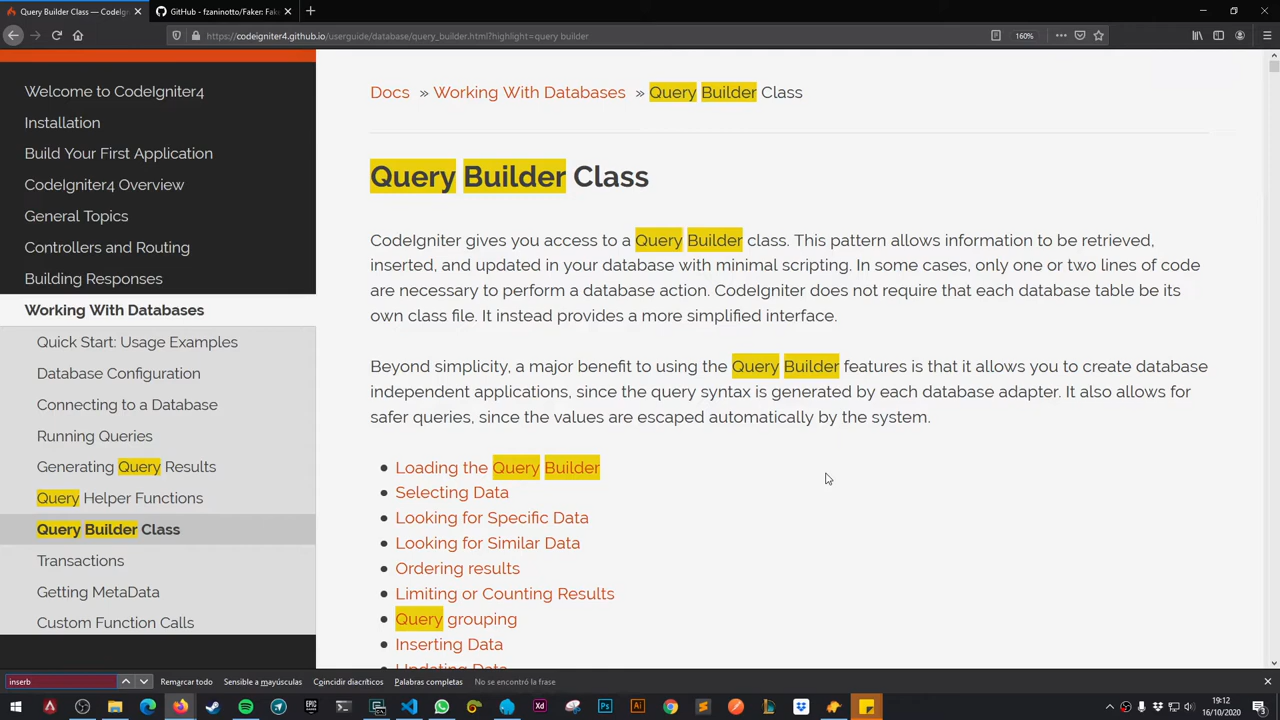 Query Builder Class — CodeIgn
GitHub - fzaninotto/Faker: Fak
https://codeigniter4.github.io/userguide/database/query_builder.html?highlight=query builder
160%
Welcome to CodeIgniter4
Installation
Build Your First Application
CodeIgniter4 Overview
General Topics
Controllers and Routing
Building Responses
Working With Databases
Quick Start: Usage Examples
Database Configuration
Connecting to a Database
Running Queries
Generating Query Results
Query Helper Functions
Query Builder Class
Transactions
Getting MetaData
Custom Function Calls
Docs » Working With Databases » Query Builder Class
Query Builder Class
CodeIgniter gives you access to a Query Builder class. This pattern allows information to be retrieved,
inserted, and updated in your database with minimal scripting. In some cases, only one or two lines of code
are necessary to perform a database action. CodeIgniter does not require that each database table be its
own class file. It instead provides a more simplified interface.
Beyond simplicity, a major benefit to using the Query Builder features is that it allows you to create database
independent applications, since the query syntax is generated by each database adapter. It also allows for
safer queries, since the values are escaped automatically by the system.
Loading the Query Builder
Selecting Data
Looking for Specific Data
Looking for Similar Data
Ordering results
Limiting or Counting Results
Query grouping
Inserting Data
Updating Data
inserb
Remarcar todo
Sensible a mayúsculas
Coincidir diacríticos
Palabras completas
No se encontró la frase
EPIC
Xd
Ps
Ai
19:12
16/10/2020